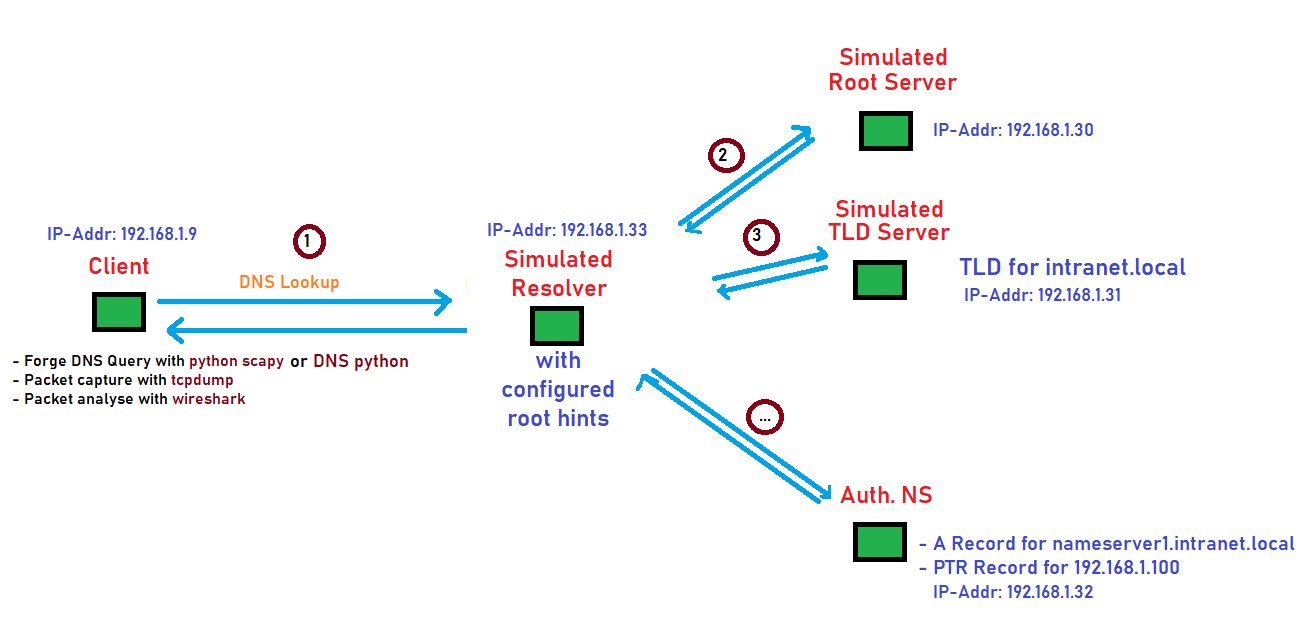 Simulated
Root Server
IP-Addr: 192.168.1.30
2
Simulated
TLD Server
3
TLD for intranet.local
IP-Addr: 192.168.1.31
IP-Addr: 192.168.1.9
1
Client
DNS Lookup
IP-Addr: 192.168.1.33
Simulated
Resolver
with
configured
root hints
- Forge DNS Query with python scapy or DNS python
- Packet capture with tcpdump
- Packet analyse with wireshark
...
Auth. NS
- A Record for nameserver1.intranet.local
- PTR Record for 192.168.1.100
IP-Addr: 192.168.1.32